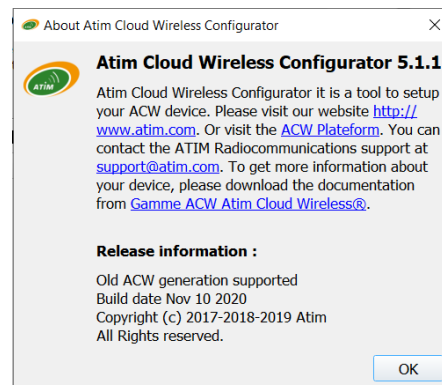 About Atim Cloud Wireless Configurator
ATIM
Atim Cloud Wireless Configurator 5.1.1
Atim Cloud Wireless Configurator it is a tool to setup
your ACW device. Please visit our website http://
www.atim.com. Or visit the ACW Plateform. You can
contact the ATIM Radiocommunications support at
support@atim.com. To get more information about
your device, please download the documentation
from Gamme ACW Atim Cloud Wireless®.
Release information :
Old ACW generation supported
Build date Nov 10 2020
Copyright (c) 2017-2018-2019 Atim
All Rights reserved.
OK